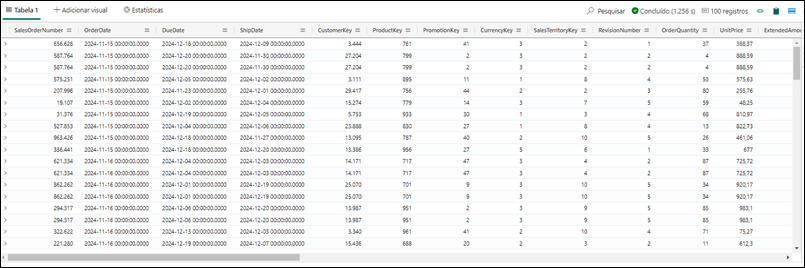 Tabela 1 + Adicionar visual Estatísticas Pesquisar Concluído (1.256 s) 100 registros
SalesOrderNumber OrderDate DueDate ShipDate CustomerKey ProductKey PromotionKey CurrencyKey SalesTerritoryKey RevisionNumber OrderQuantity UnitPrice ExtendedAmo
656.628 2024-11-15 00:00:00.0000 2024-12-18 00:00:00.0000 2024-12-09 00:00:00.0000 3.444 761 41 3 2 1 37 388,37
587.764 2024-11-15 00:00:00.0000 2024-12-20 00:00:00.0000 2024-11-30 00:00:00.0000 27.204 799 2 3 2 2 4 888,59
587.764 2024-11-15 00:00:00.0000 2024-12-20 00:00:00.0000 2024-11-30 00:00:00.0000 27.204 799 2 3 2 2 4 888,59
575.251 2024-11-15 00:00:00.0000 2024-12-03 00:00:00.0000 2024-12-05 00:00:00.0000 3.111 895 11 1 8 4 53 575,63
207.996 2024-11-15 00:00:00.0000 2024-11-23 00:00:00.0000 2024-12-01 00:00:00.0000 29.417 756 44 2 2 3 80 255,76
19.107 2024-11-15 00:00:00.0000 2024-12-02 00:00:00.0000 2024-12-04 00:00:00.0000 15.274 779 14 3 7 5 59 48,25
31.376 2024-11-15 00:00:00.0000 2024-12-19 00:00:00.0000 2024-12-05 00:00:00.0000 5.753 933 30 1 3 4 68 810,97
527.853 2024-11-15 00:00:00.0000 2024-12-04 00:00:00.0000 2024-12-06 00:00:00.0000 23.888 830 27 1 8 4 13 822,73
963.426 2024-11-15 00:00:00.0000 2024-12-18 00:00:00.0000 2024-11-27 00:00:00.0000 13.095 787 40 2 10 5 26 461,06
336.441 2024-11-15 00:00:00.0000 2024-12-20 00:00:00.0000 2024-12-20 00:00:00.0000 13.386 956 27 5 6 1 33 677
621.334 2024-11-16 00:00:00.0000 2024-12-04 00:00:00.0000 2024-12-03 00:00:00.0000 14.171 717 47 3 4 2 87 725,72
621.334 2024-11-16 00:00:00.0000 2024-12-04 00:00:00.0000 2024-12-03 00:00:00.0000 14.171 717 47 3 4 2 87 725,72
862.262 2024-11-16 00:00:00.0000 2024-12-01 00:00:00.0000 2024-12-19 00:00:00.0000 25.070 701 9 3 10 5 34 920,17
862.262 2024-11-16 00:00:00.0000 2024-12-01 00:00:00.0000 2024-12-19 00:00:00.0000 25.070 701 9 3 10 5 34 920,17
294.317 2024-11-16 00:00:00.0000 2024-12-06 00:00:00.0000 2024-12-20 00:00:00.0000 13.987 951 2 3 9 5 85 983,1
294.317 2024-11-16 00:00:00.0000 2024-12-06 00:00:00.0000 2024-12-20 00:00:00.0000 13.987 951 2 3 9 5 85 983,1
322.622 2024-11-16 00:00:00.0000 2024-12-13 00:00:00.0000 2024-12-03 00:00:00.0000 3.340 961 41 2 10 4 71 75,27
221.280 2024-11-16 00:00:00.0000 2024-12-19 00:00:00.0000 2024-12-07 00:00:00.0000 15.436 688 20 2 3 2 11 612,3